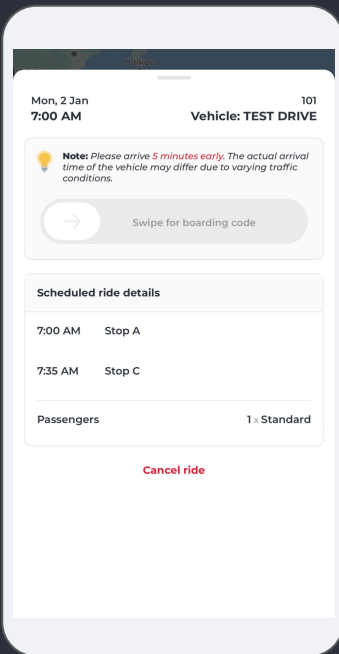 Haikou
Mon, 2 Jan 101
7:00 AM Vehicle: TEST DRIVE
Note: Please arrive 5 minutes early. The actual arrival
time of the vehicle may differ due to varying traffic
conditions.
Swipe for boarding code
Scheduled ride details
7:00 AM Stop A
7:35 AM Stop C
Passengers 1 x Standard
Cancel ride